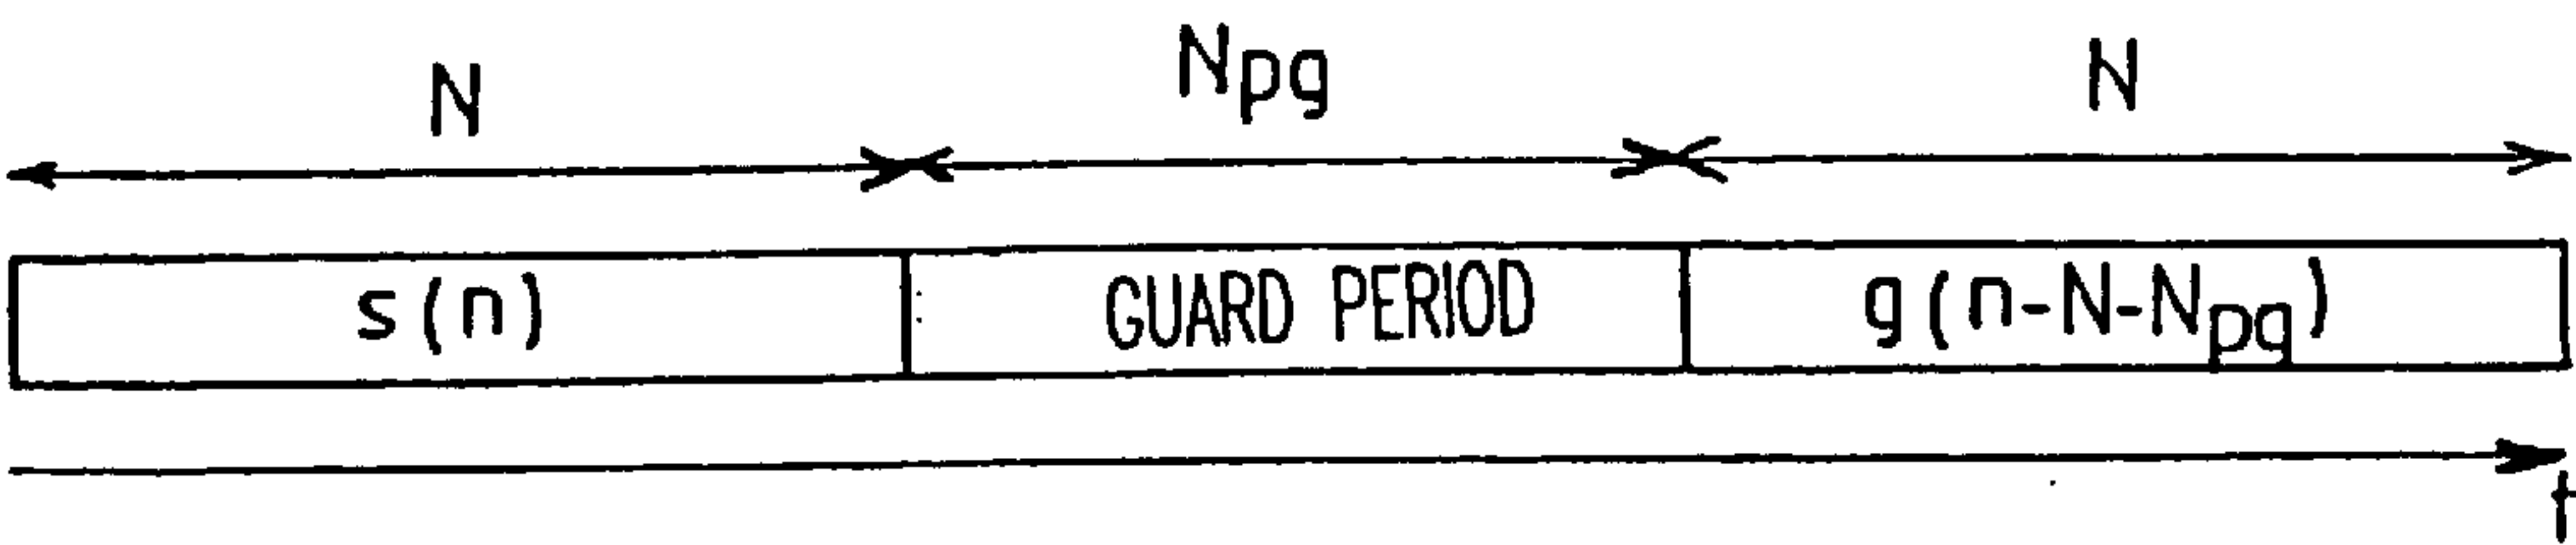 N Npg N
s(n) GUARD PERIOD g(n-N-Npg)
t